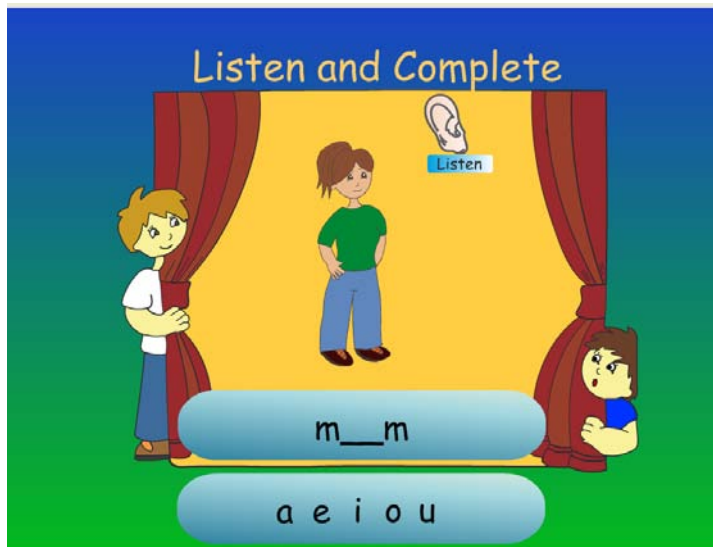 Listen and Complete
Listen
m__m
a e i o u